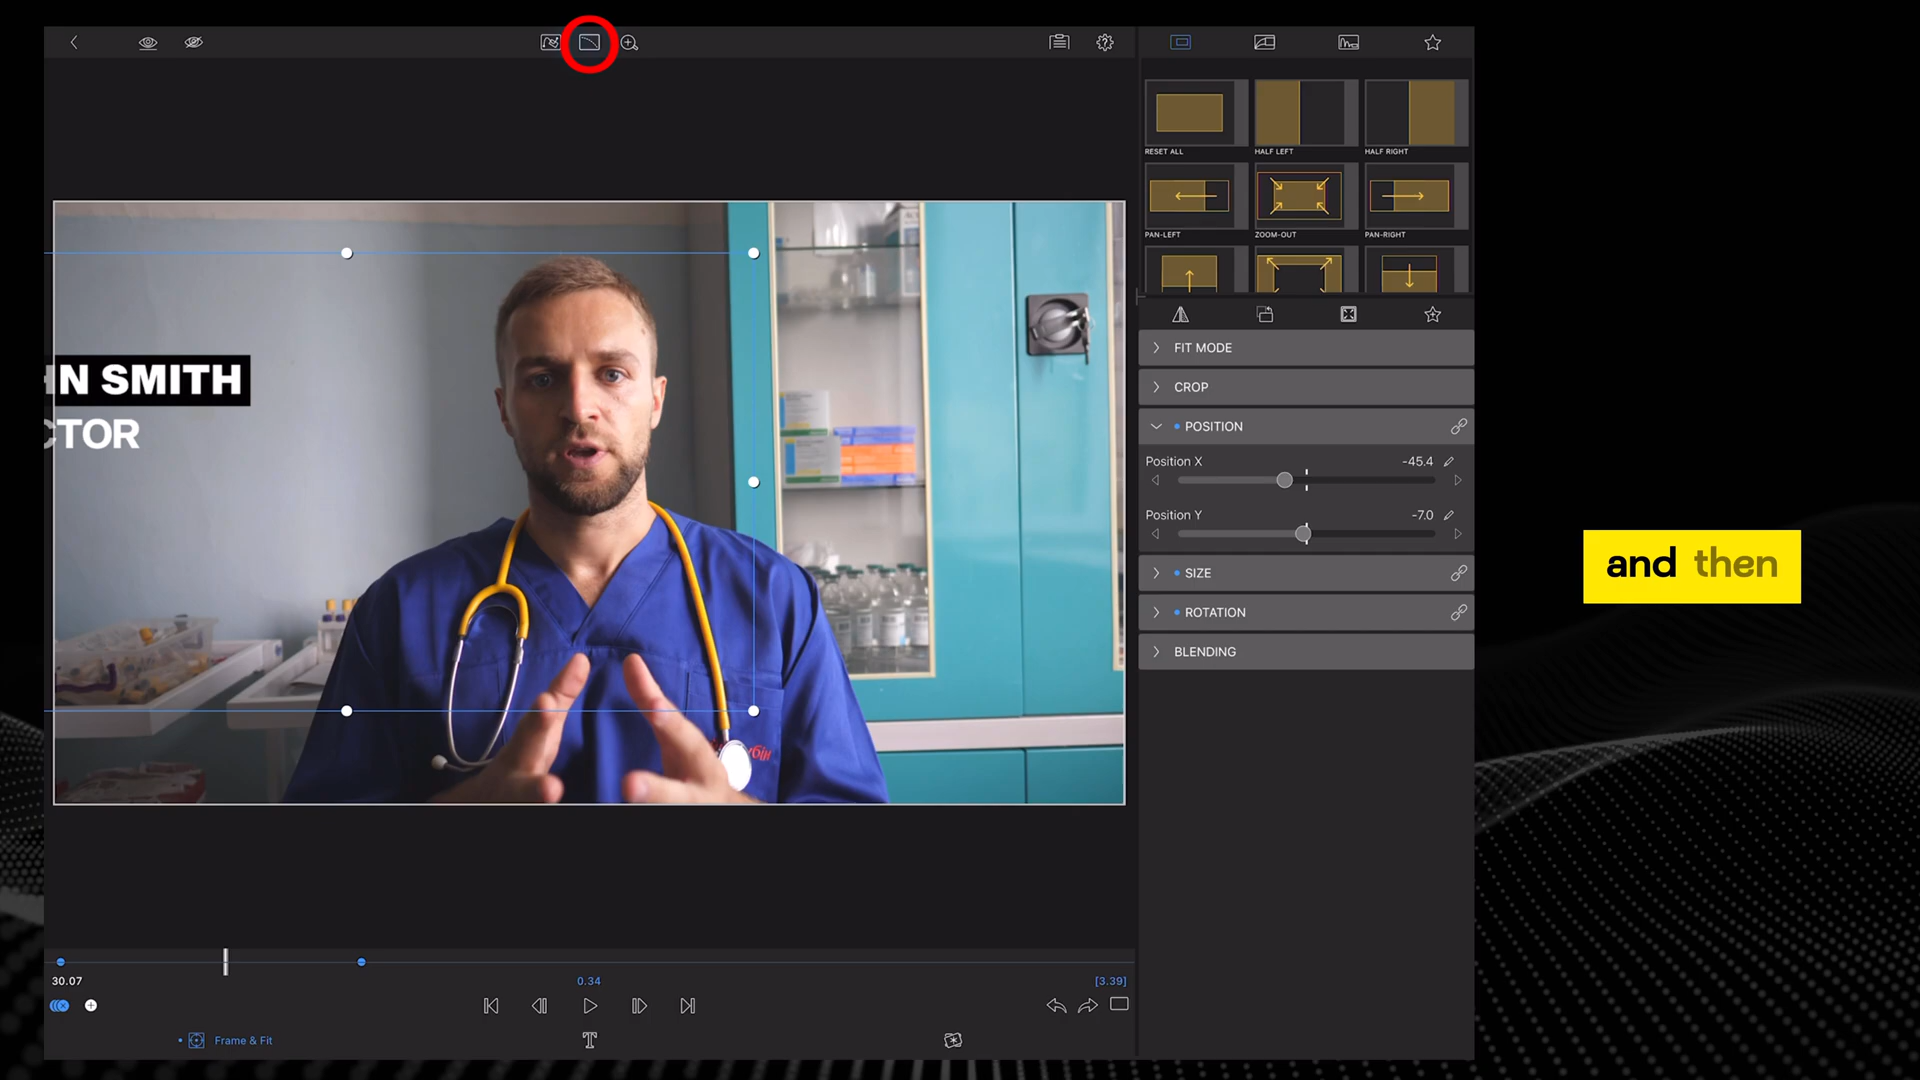 RESET ALL
HALF LEFT
HALF RIGHT
PAN-LEFT
ZOOM-OUT
PAN-RIGHT
FIT MODE
CROP
POSITION
Position X
-45.4
Position Y
-7.0
SIZE
ROTATION
BLENDING
N SMITH
CTOR
and then
30.07
0.34
[3.39]
Frame & Fit